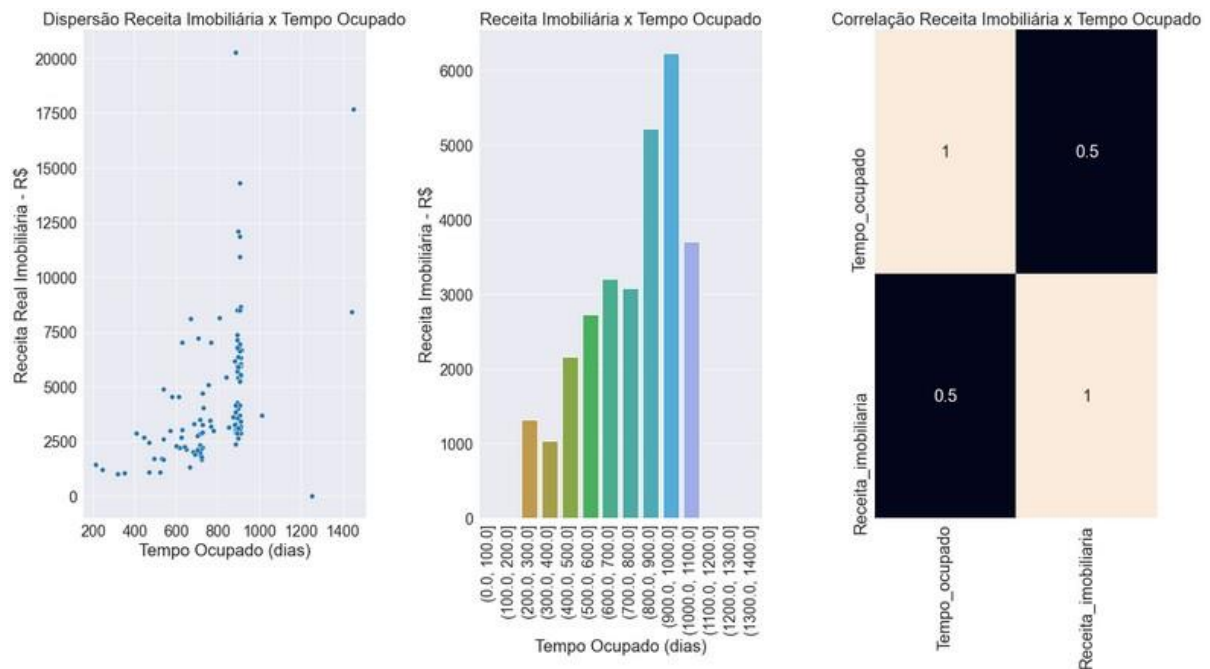 Dispersão Receita Imobiliária x Tempo Ocupado
Receita Real Imobiliária - R$
20000
17500
15000
12500
10000
7500
5000
2500
0
200 400 600 800 1000 1200 1400
Tempo Ocupado (dias)
Receita Imobiliária x Tempo Ocupado
Receita Imobiliária - R$
6000
5000
4000
3000
2000
1000
0
(0.0, 100.0]
(100.0, 200.0]
(200.0, 300.0]
(300.0, 400.0]
(400.0, 500.0]
(500.0, 600.0]
(600.0, 700.0]
(700.0, 800.0]
(800.0, 900.0]
(900.0, 1000.0]
(1000.0, 1100.0]
(1100.0, 1200.0]
(1200.0, 1300.0]
(1300.0, 1400.0]
Tempo Ocupado (dias)
Correlação Receita Imobiliária x Tempo Ocupado
Tempo_ocupado
1 0.5
Receita_imobiliaria
0.5 1
Tempo_ocupado
Receita_imobiliaria